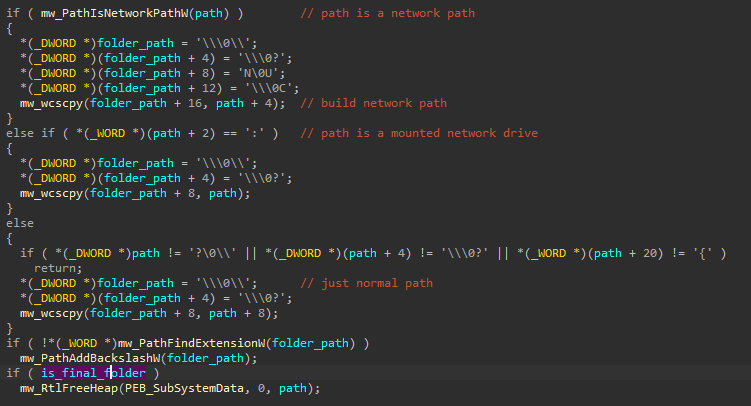 if ( mw_PathIsNetworkPathW(path) )        // path is a network path
{
  *(_DWORD *)folder_path = '\\\0\\';
  *(_DWORD *)(folder_path + 4) = '\\\0?';
  *(_DWORD *)(folder_path + 8) = 'N\0U';
  *(_DWORD *)(folder_path + 12) = '\\\0C';
  mw_wcscpy(folder_path + 16, path + 4);  // build network path
}
else if ( *(_WORD *)(path + 2) == ':' )   // path is a mounted network drive
{
  *(_DWORD *)folder_path = '\\\0\\';
  *(_DWORD *)(folder_path + 4) = '\\\0?';
  mw_wcscpy(folder_path + 8, path);
}
else
{
  if ( *(_DWORD *)path != '?\0\\' || *(_DWORD *)(path + 4) != '\\\0?' || *(_WORD *)(path + 20) != '{' )
    return;
  *(_DWORD *)folder_path = '\\\0\\';      // just normal path
  *(_DWORD *)(folder_path + 4) = '\\\0?';
  mw_wcscpy(folder_path + 8, path + 8);
}
if ( !*(_WORD *)mw_PathFindExtensionW(folder_path) )
  mw_PathAddBackslashW(folder_path);
if ( is_final_folder )
  mw_RtlFreeHeap(PEB_SubSystemData, 0, path);